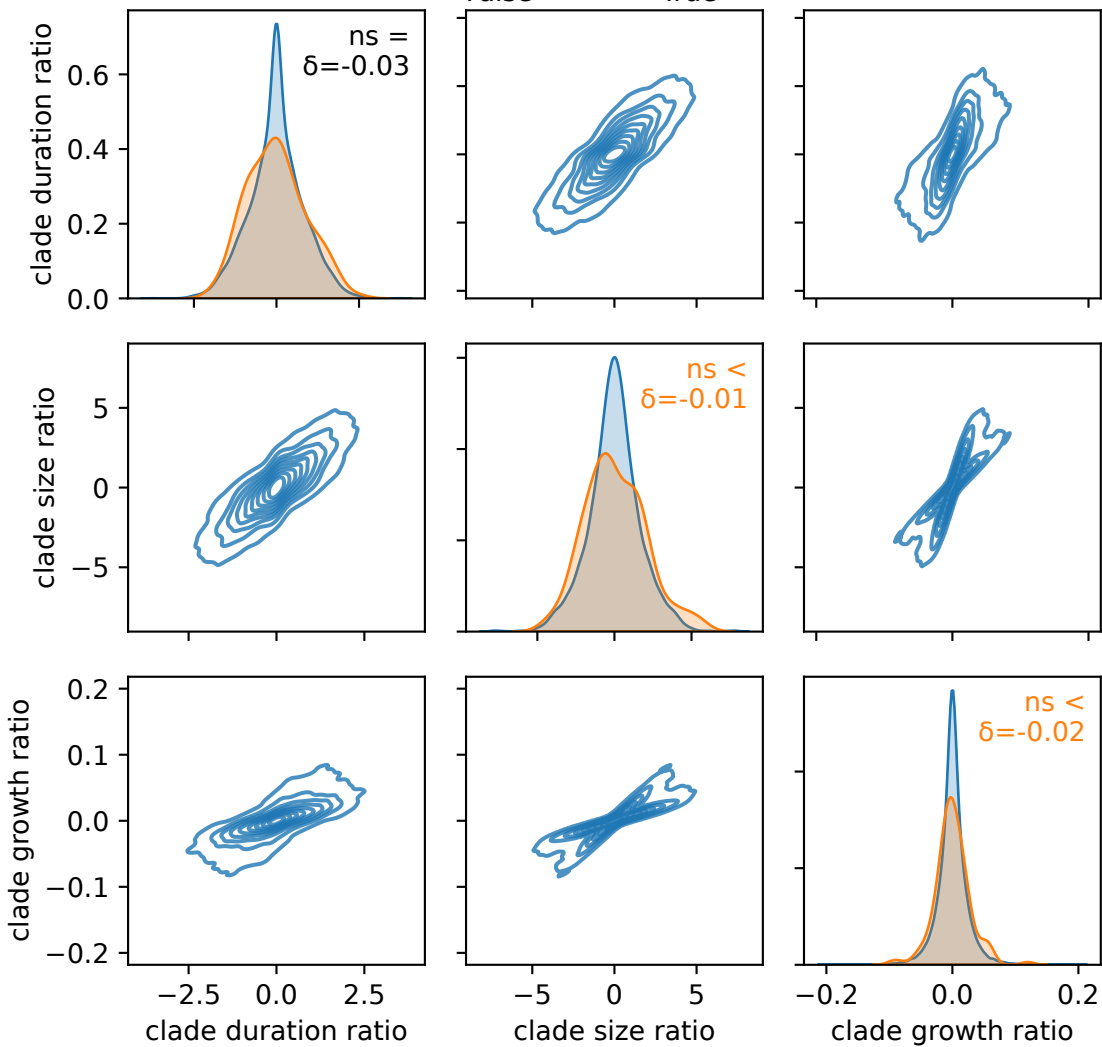 False True
clade duration ratio
0.6
0.4
0.2
0.0
ns =
δ=-0.03
clade size ratio
5
0
−5
ns <
δ=-0.01
clade growth ratio
0.2
0.1
0.0
−0.1
−0.2
ns <
δ=-0.02
−2.5 0.0 2.5
−5 0 5
−0.2 0.0 0.2
clade duration ratio
clade size ratio
clade growth ratio